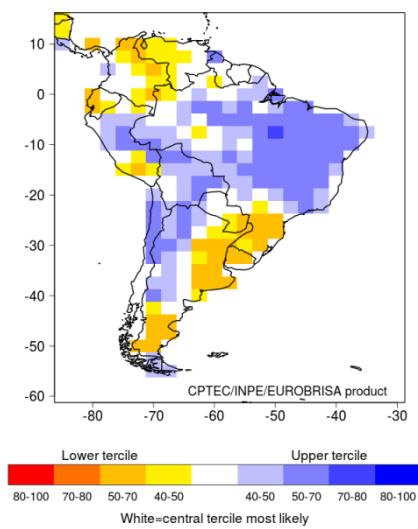 10
0
-10
-20
-30
-40
-50
-60
CPTEC/INPE/EUROBRISA product
-80 -70 -60 -50 -40 -30
Lower tercile Upper tercile
80-100 70-80 50-70 40-50 40-50 50-70 70-80 80-100
White=central tercile most likely